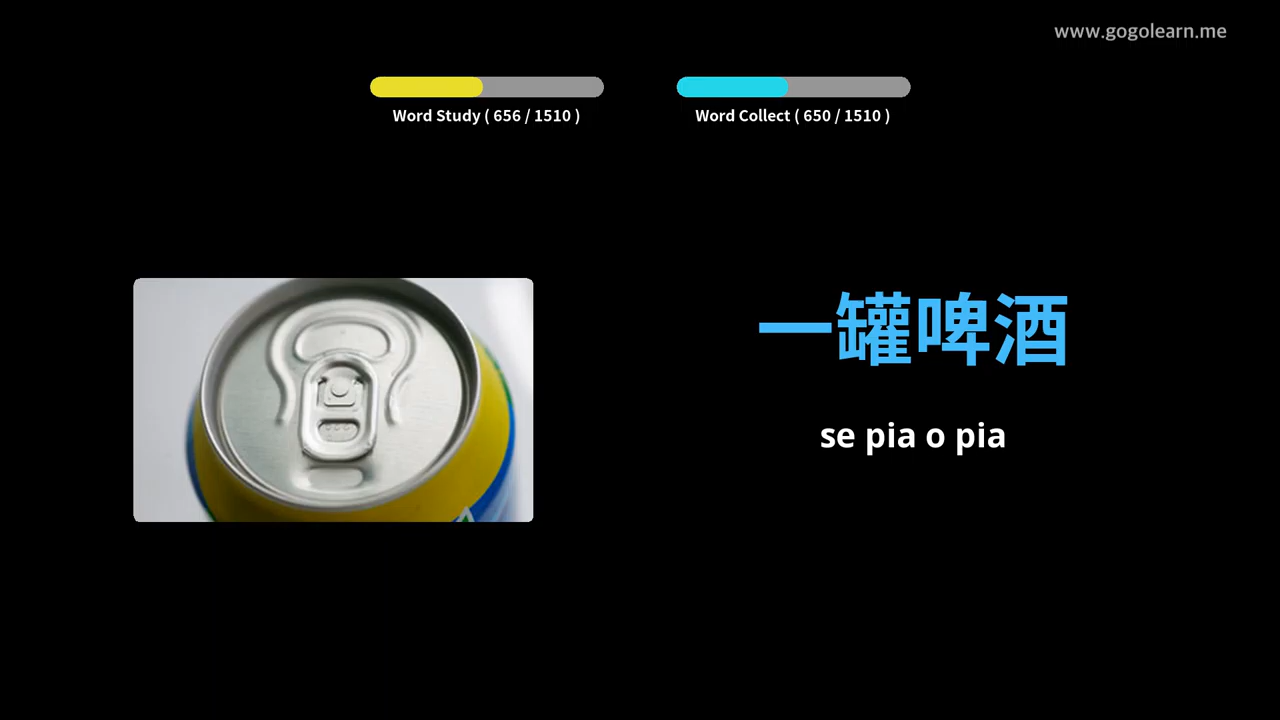 www.gogolearn.me
Word Study ( 656 / 1510 )
Word Collect ( 650 / 1510 )
一罐啤酒
se pia o pia